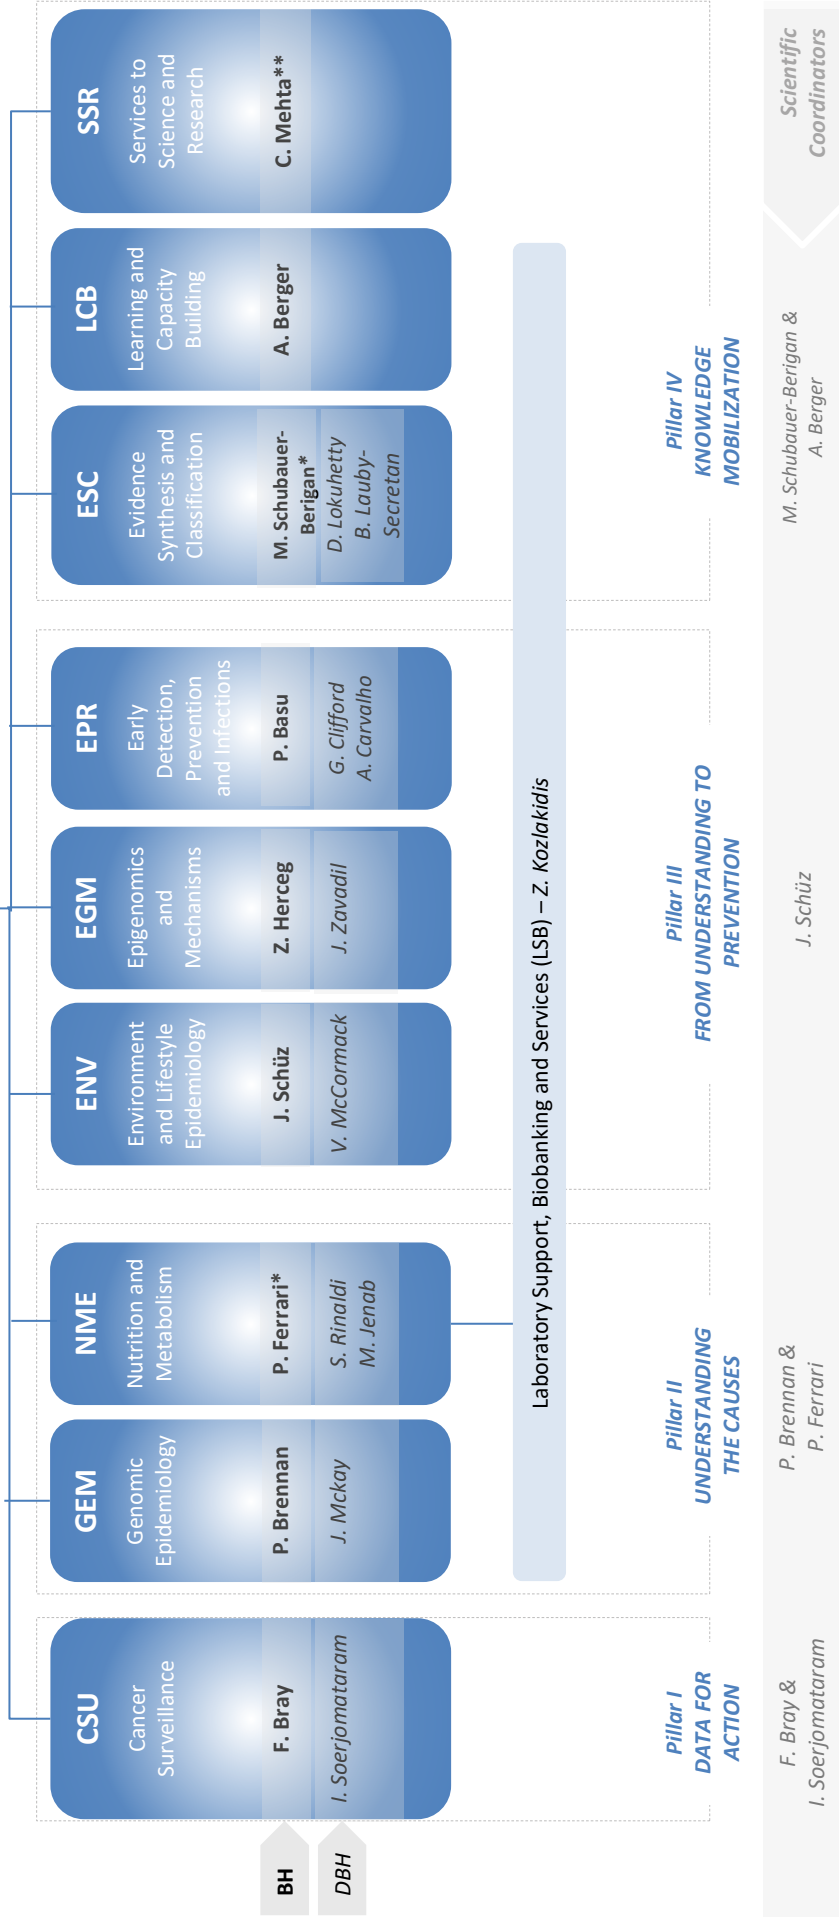 CSU
Cancer
Surveillance
F. Bray
I. Soerjomataram
GEM
Genomic
Epidemiology
P. Brennan
J. Mckay
NME
Nutrition and
Metabolism
P. Ferrari*
S. Rinaldi
M. Jenab
ENV
Environment
and Lifestyle
Epidemiology
J. Schüz
V. McCormack
EGM
Epigenomics
and
Mechanisms
Z. Herceg
J. Zavadil
EPR
Early
Detection,
Prevention
and Infections
P. Basu
G. Clifford
A. Carvalho
ESC
Evidence
Synthesis and
Classification
M. Schubauer-
Berigan*
D. Lokuhetty
B. Lauby-
Secretan
LCB
Learning and
Capacity
Building
A. Berger
SSR
Services to
Science and
Research
C. Mehta**
BH
DBH
Laboratory Support, Biobanking and Services (LSB) – Z. Kozlakidis
Pillar I
DATA FOR
ACTION
Pillar II
UNDERSTANDING
THE CAUSES
Pillar III
FROM UNDERSTANDING TO
PREVENTION
Pillar IV
KNOWLEDGE
MOBILIZATION
F. Bray &
I. Soerjomataram
P. Brennan &
P. Ferrari
J. Schüz
M. Schubauer-Berigan &
A. Berger
Scientific
Coordinators